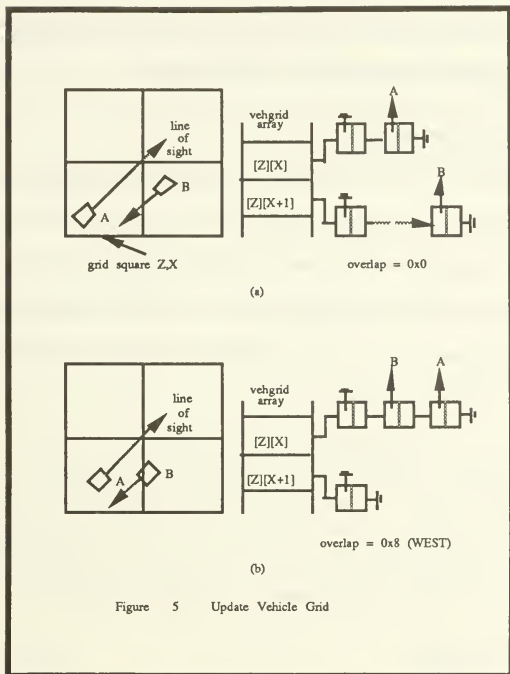 line
of
sight
A
B
grid square Z,X
vehgrid
array
[Z][X]
[Z][X+1]
A
B
overlap = 0x0
(a)
line
of
sight
A
B
vehgrid
array
[Z][X]
[Z][X+1]
B
A
overlap = 0x8 (WEST)
(b)
Figure 5 Update Vehicle Grid